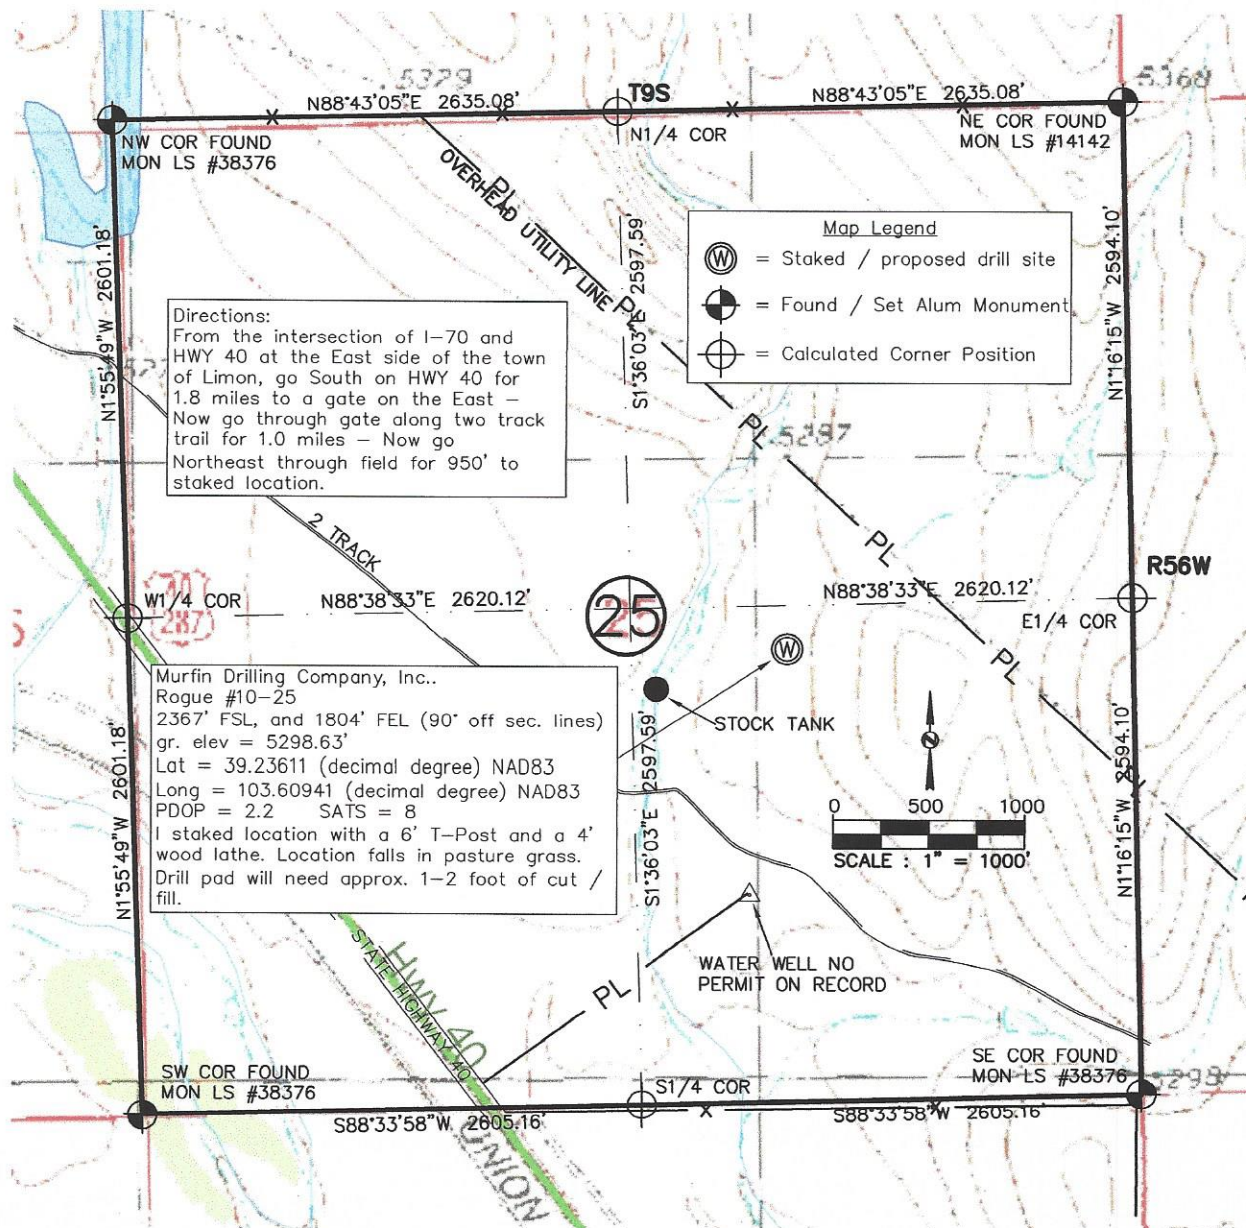 5329
T9S
5368
N88°43'05"E 2635.08'
N88°43'05"E 2635.08'
NW COR FOUND
MON LS #38376
N1/4 COR
NE COR FOUND
MON LS #14142
PL
OVERHEAD UTILITY LINE
PL
N1°55'49"W 2601.18'
S1°36'03"E 2597.59'
N1°16'15"W 2594.10'
Map Legend
W = Staked / proposed drill site
= Found / Set Alum Monument
= Calculated Corner Position
Directions:
From the intersection of I-70 and
HWY 40 at the East side of the town
of Limon, go South on HWY 40 for
1.8 miles to a gate on the East –
Now go through gate along two track
trail for 1.0 miles – Now go
Northeast through field for 950' to
staked location.
PL
5287
2 TRACK
PL
R56W
W1/4 COR
287
N88°38'33"E 2620.12'
25
N88°38'33"E 2620.12'
E1/4 COR
W
PL
Murfin Drilling Company, Inc..
Rogue #10-25
2367' FSL, and 1804' FEL (90° off sec. lines)
gr. elev = 5298.63'
Lat = 39.23611 (decimal degree) NAD83
Long = 103.60941 (decimal degree) NAD83
PDOP = 2.2 SATS = 8
I staked location with a 6' T-Post and a 4'
wood lathe. Location falls in pasture grass.
Drill pad will need approx. 1-2 foot of cut /
fill.
STOCK TANK
N
N1°55'49"W 2601.18'
S1°36'03"E 2597.59'
N1°16'15"W 2594.10'
0 500 1000
SCALE : 1" = 1000'
WATER WELL NO
PERMIT ON RECORD
PL
HWY 40
STATE HIGHWAY 40
SW COR FOUND
MON LS #38376
S1/4 COR
SE COR FOUND
MON LS #38376
5298
S88°33'58"W 2605.16'
S88°33'58"W 2605.16'
UNION